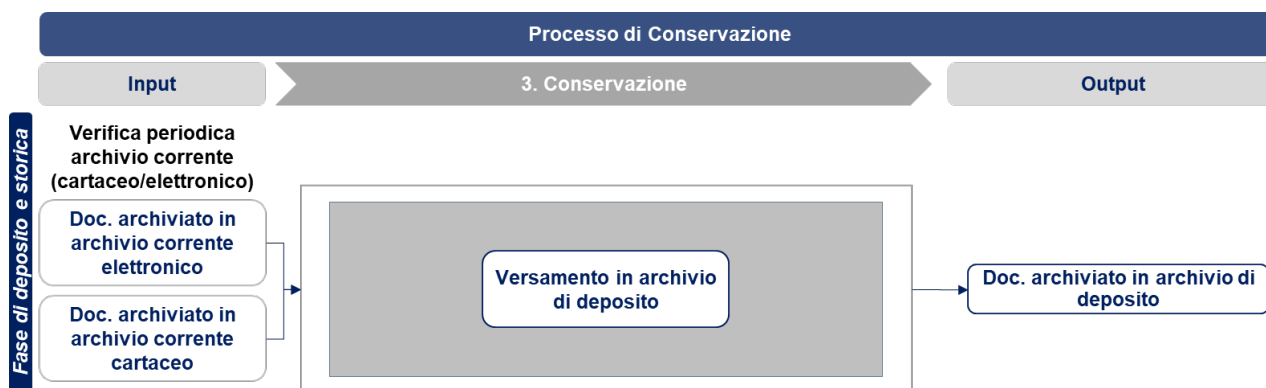 Processo di Conservazione
Input
3. Conservazione
Output
Fase di deposito e storica
Verifica periodica
archivio corrente
(cartaceo/elettronico)
Doc. archiviato in
archivio corrente
elettronico
Doc. archiviato in
archivio corrente
cartaceo
Versamento in archivio
di deposito
Doc. archiviato in archivio di
deposito